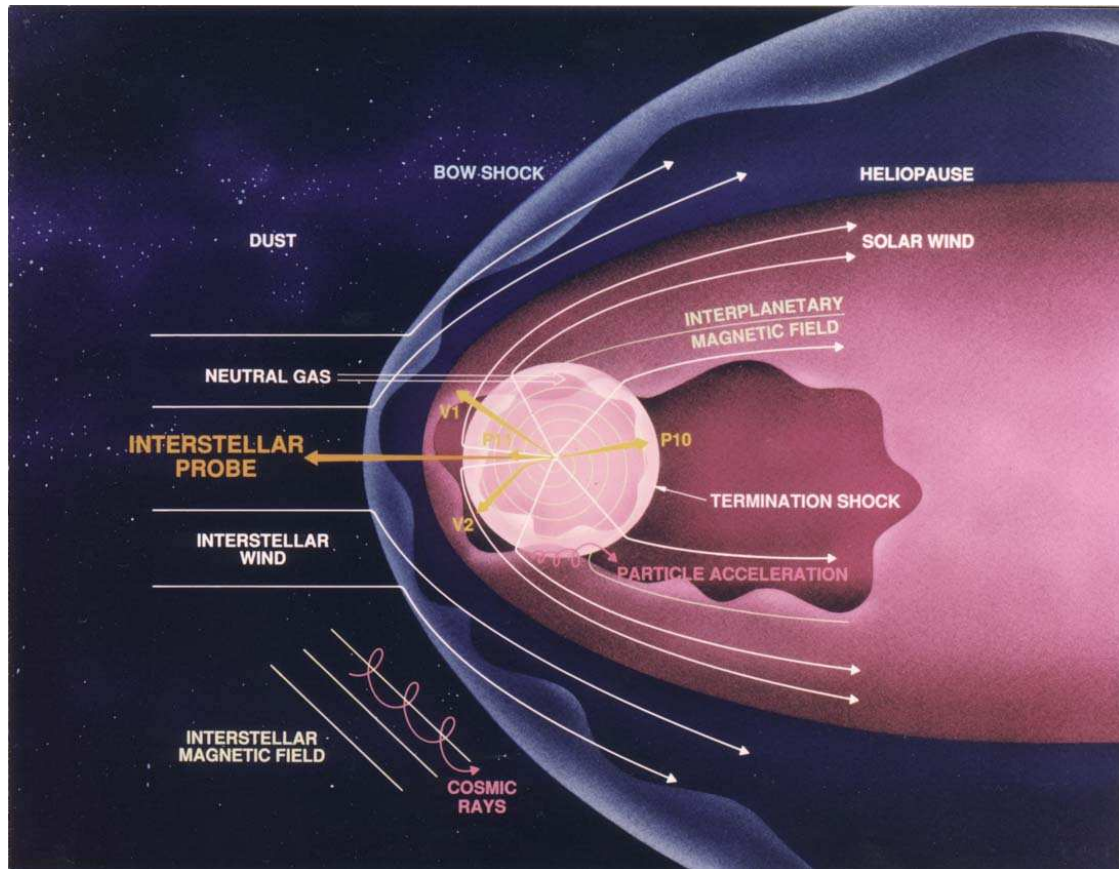 BOW SHOCK
HELIOPAUSE
DUST
SOLAR WIND
INTERPLANETARY
MAGNETIC FIELD
NEUTRAL GAS
V1
P11
P10
INTERSTELLAR
PROBE
TERMINATION SHOCK
V2
INTERSTELLAR
WIND
PARTICLE ACCELERATION
INTERSTELLAR
MAGNETIC FIELD
COSMIC
RAYS